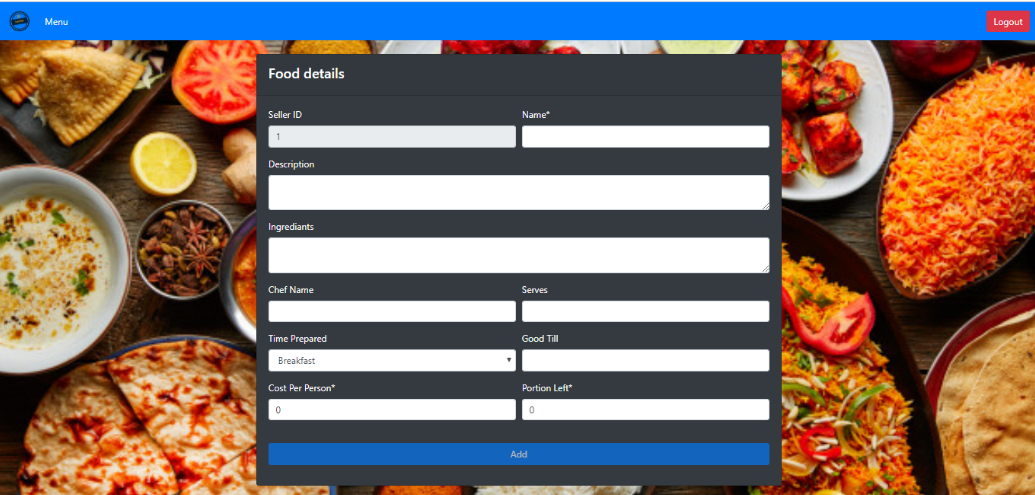 Menu Logout
Food details
Seller ID Name*
1
Description
Ingrediants
Chef Name Serves
Time Prepared Good Till
Breakfast
Cost Per Person* Portion Left*
0 0
Add